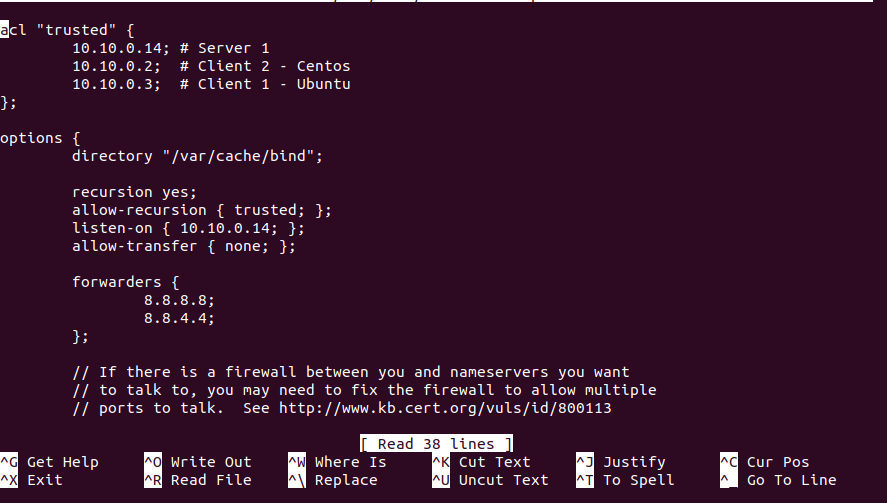 acl "trusted" {
        10.10.0.14; # Server 1
        10.10.0.2;  # Client 2 - Centos
        10.10.0.3;  # Client 1 - Ubuntu
};
options {
        directory "/var/cache/bind";
        recursion yes;
        allow-recursion { trusted; };
        listen-on { 10.10.0.14; };
        allow-transfer { none; };
        forwarders {
                8.8.8.8;
                8.8.4.4;
        };
        // If there is a firewall between you and nameservers you want
        // to talk to, you may need to fix the firewall to allow multiple
        // ports to talk.  See http://www.kb.cert.org/vuls/id/800113
[ Read 38 lines ]
^G Get Help ^O Write Out ^W Where Is ^K Cut Text ^J Justify ^C Cur Pos
^X Exit ^R Read File ^\ Replace ^U Uncut Text ^T To Spell ^_ Go To Line